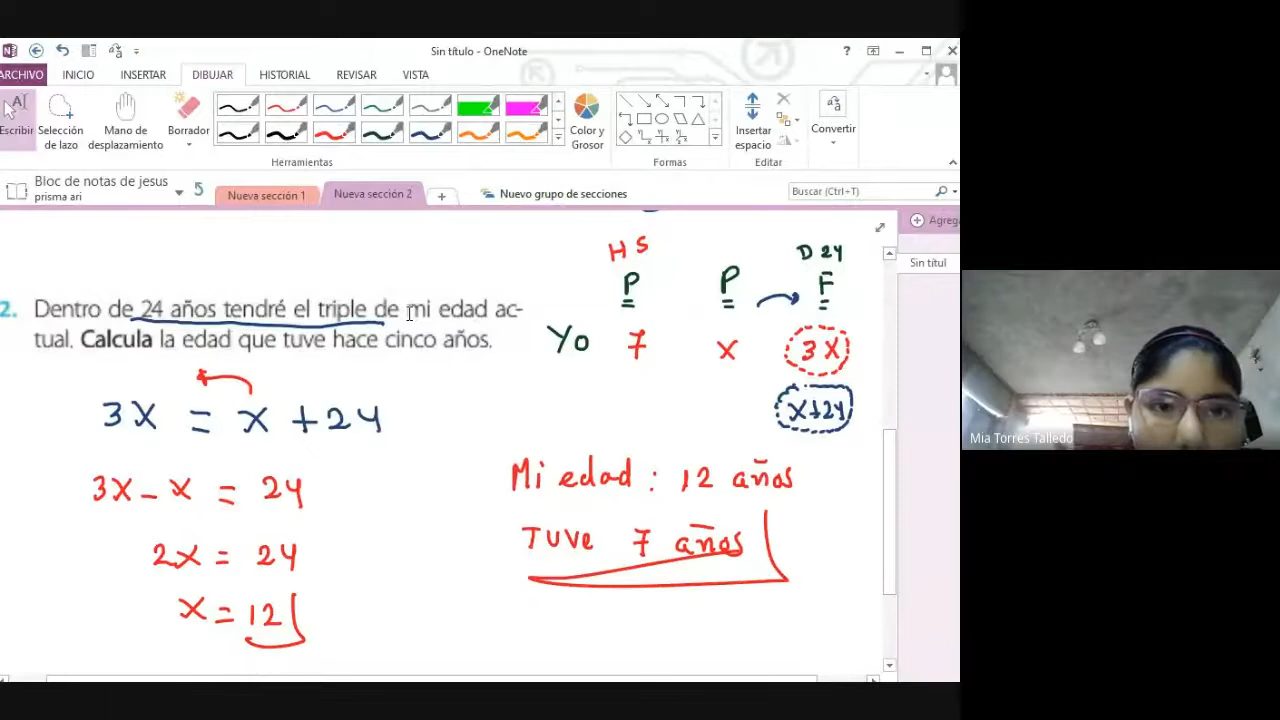 Sin título - OneNote
ARCHIVO INICIO INSERTAR DIBUJAR HISTORIAL REVISAR VISTA
Escribir
Selección de lazo
Mano de desplazamiento
Borrador
Color y Grosor
Insertar espacio
Convertir
Herramientas Formas Editar
Bloc de notas de jesus prisma ari
Nueva sección 1 Nueva sección 2 Nuevo grupo de secciones
Buscar (Ctrl+T)
Agrega
Sin títul
H 5 D 24
P P F
Yo 7 x 3x
x+24
2. Dentro de 24 años tendré el triple de mi edad ac-
tual. Calcula la edad que tuve hace cinco años.
3x = x + 24
3x - x = 24
2x = 24
x = 12
Mi edad : 12 años
Tuve 7 años
Mia Torres Talledo